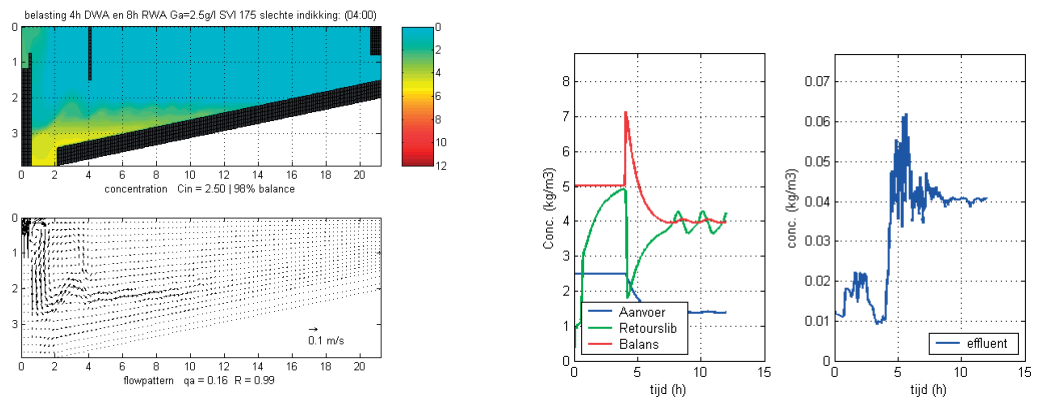 belasting 4h DWA en 8h RWA Ga=2.5g/l SVI 175 slechte indikking: (04:00)
0
1
2
3
0 2 4 6 8 10 12 14 16 18 20
concentration Cin = 2.50 | 98% balance
0
2
4
6
8
10
12
0
1
2
3
0.1 m/s
0 2 4 6 8 10 12 14 16 18 20
flowpattern qa = 0.16 R = 0.99
Conc. (kg/m3)
8
7
6
5
4
3
2
1
0
Aanvoer
Retourslib
Balans
0 5 10 15
tijd (h)
conc. (kg/m3)
0.07
0.06
0.05
0.04
0.03
0.02
0.01
0.00
effluent
0 5 10 15
tijd (h)